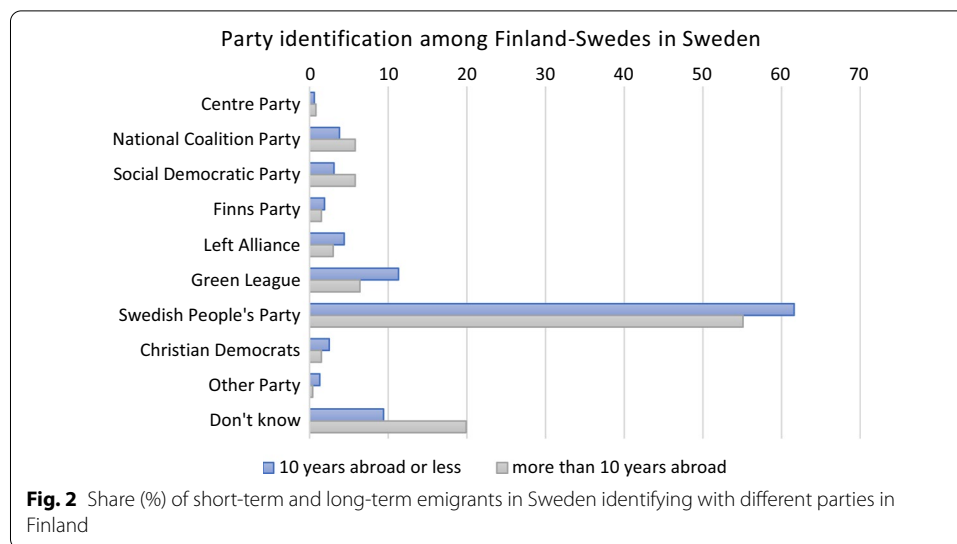 Party identification among Finland-Swedes in Sweden
0 10 20 30 40 50 60 70
Centre Party
National Coalition Party
Social Democratic Party
Finns Party
Left Alliance
Green League
Swedish People's Party
Christian Democrats
Other Party
Don't know
10 years abroad or less more than 10 years abroad
Fig. 2 Share (%) of short-term and long-term emigrants in Sweden identifying with different parties in
Finland